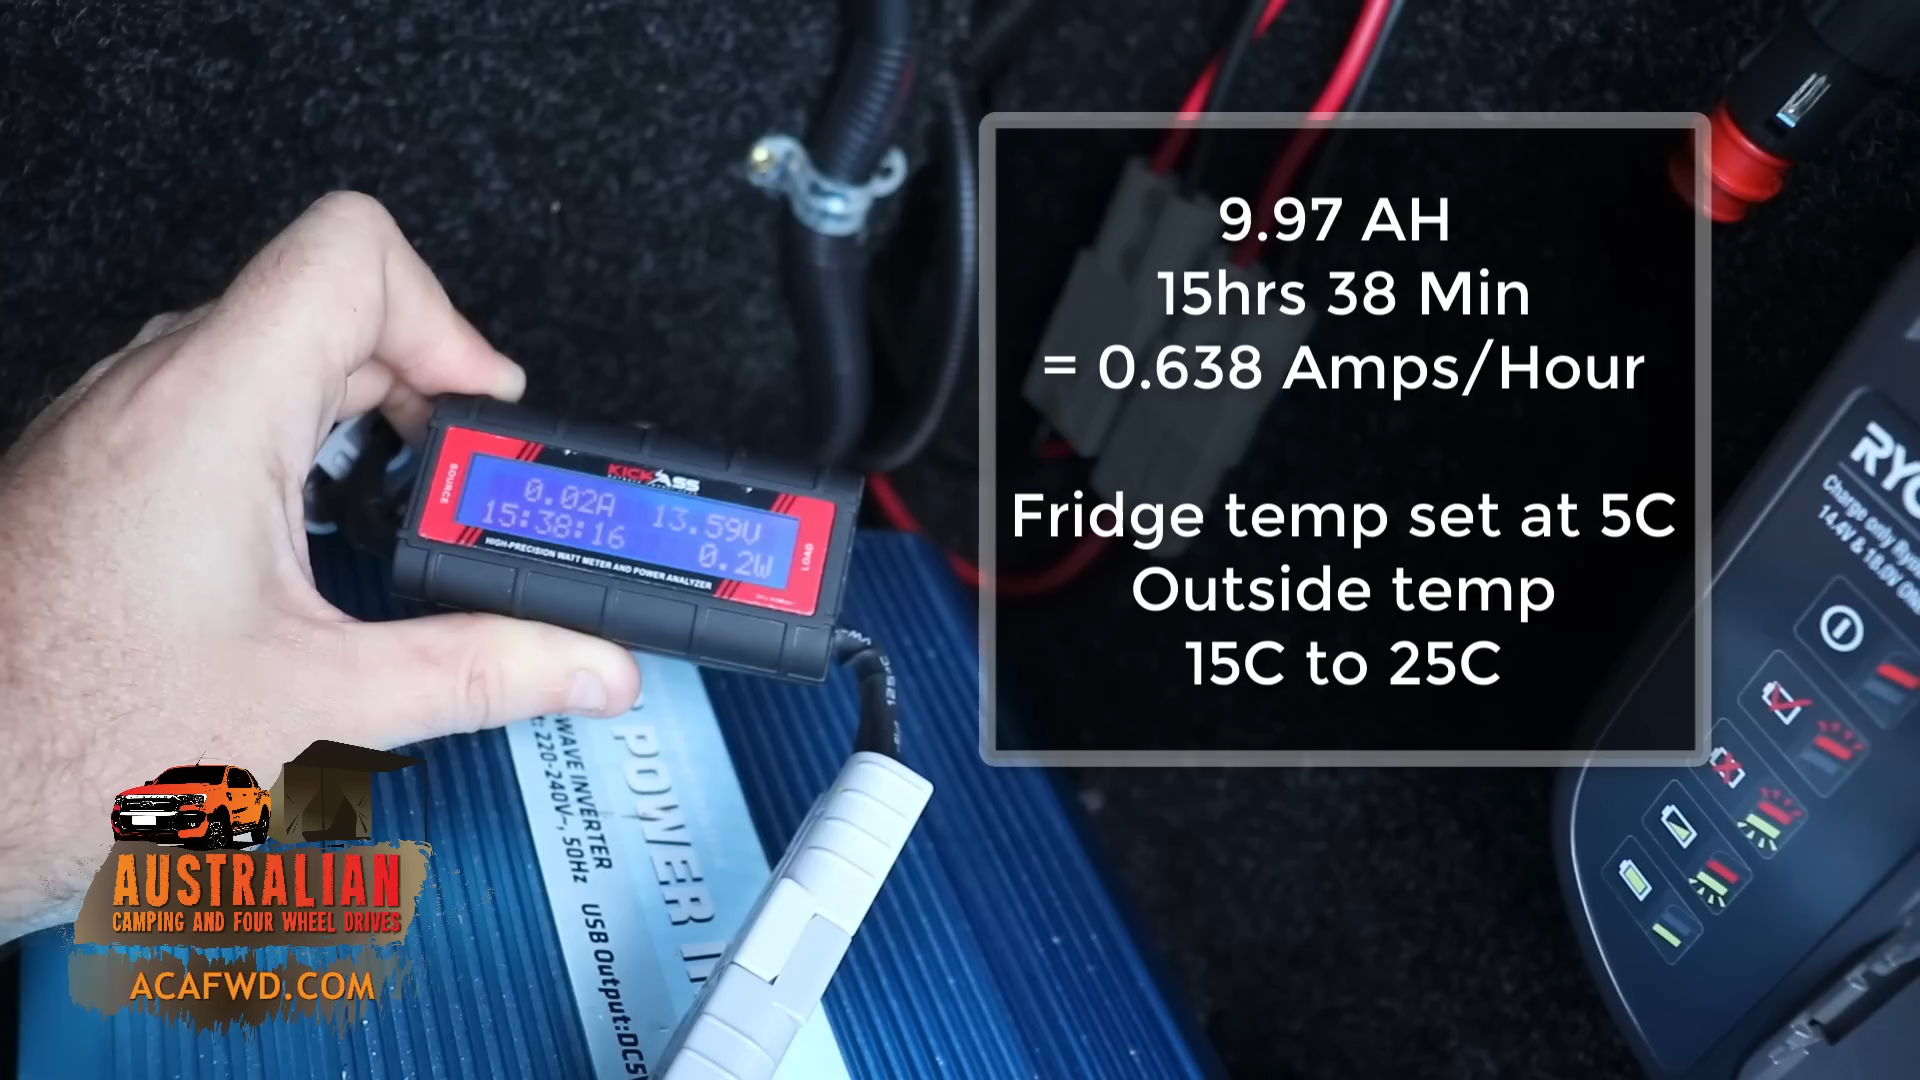 9.97 AH
15hrs 38 Min
= 0.638 Amps/Hour
Fridge temp set at 5C
Outside temp
15C to 25C
KICKASS
SOURCE
0.02A 13.59V
15:38:16 0.2W
LOAD
HIGH-PRECISION WATT METER AND POWER ANALYZER
POWER
WAVE INVERTER
220-240V~, 50Hz
USB Output:DC5V
Charge only
14.4V & 18.0V
AUSTRALIAN
CAMPING AND FOUR WHEEL DRIVES
ACAFWD.COM